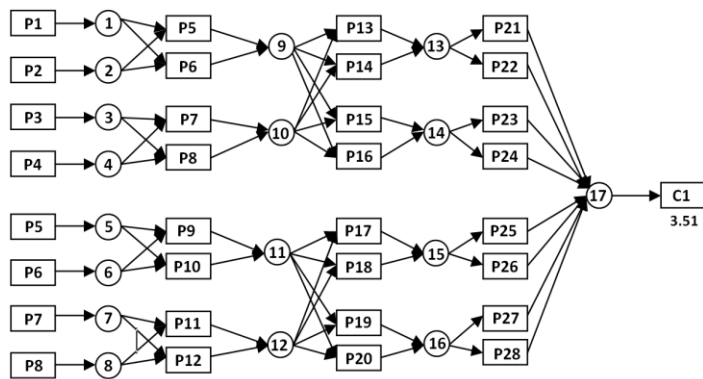 P1 1 P5 P13 P21
P2 2 P6 9 P14 13 P22
P3 3 P7 P15 P23
P4 4 P8 10 P16 14 P24
17 C1
3.51
P5 5 P9 P17 P25
P6 6 P10 11 P18 15 P26
P7 7 P11 P19 P27
P8 8 P12 12 P20 16 P28